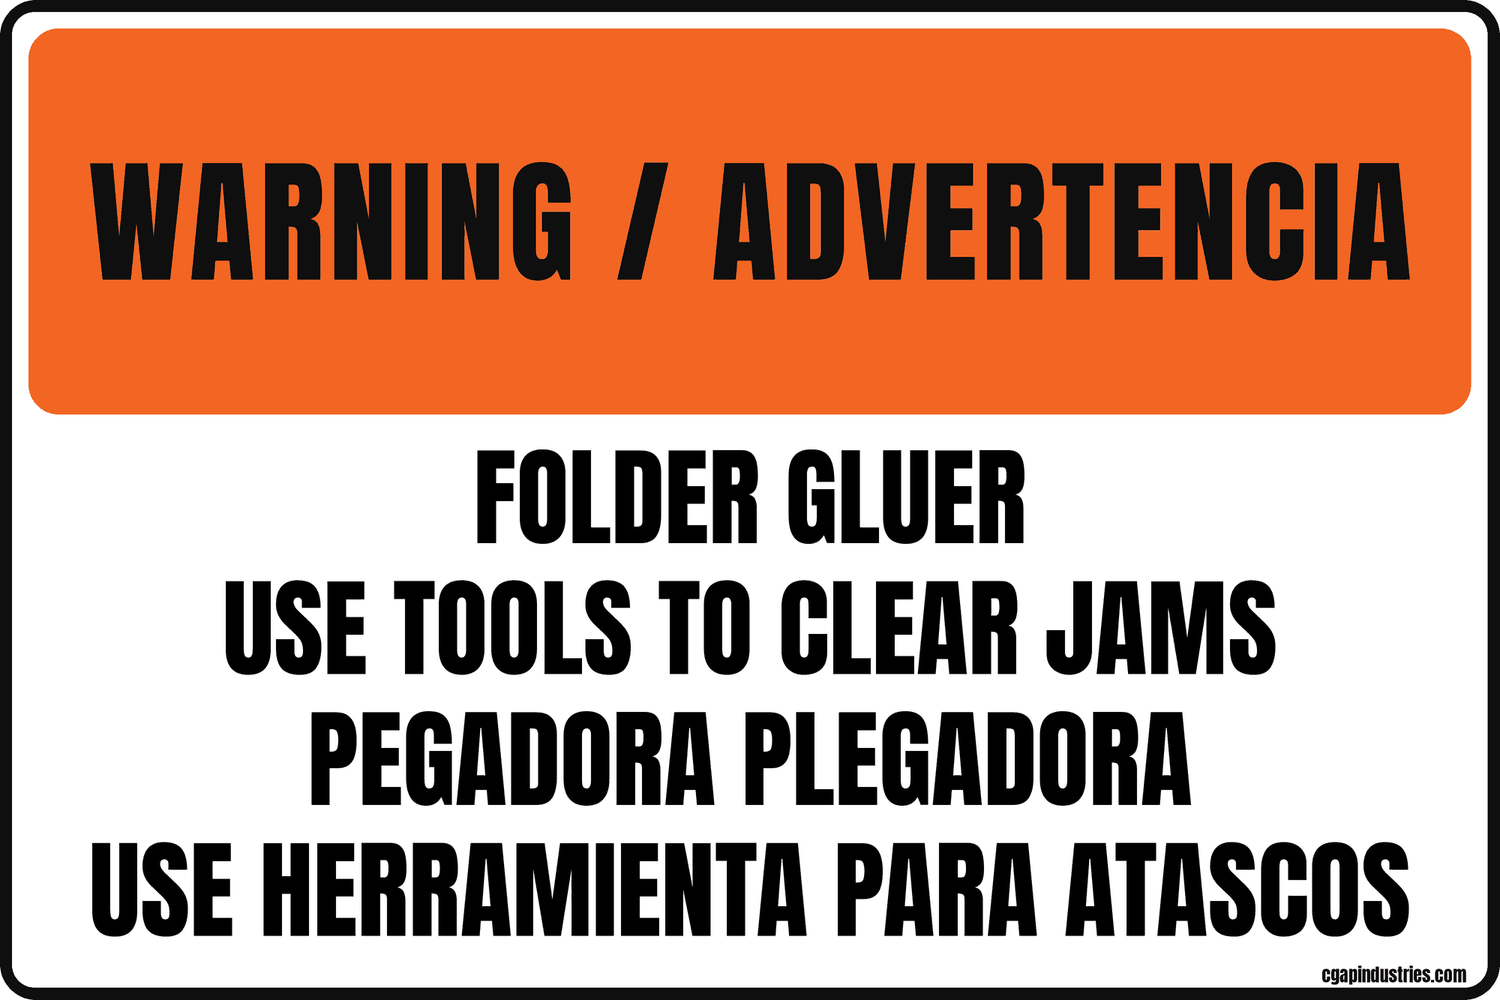 WARNING / ADVERTENCIA
FOLDER GLUER
USE TOOLS TO CLEAR JAMS
PEGADORA PLEGADORA
USE HERRAMIENTA PARA ATASCOS
cgapindustries.com